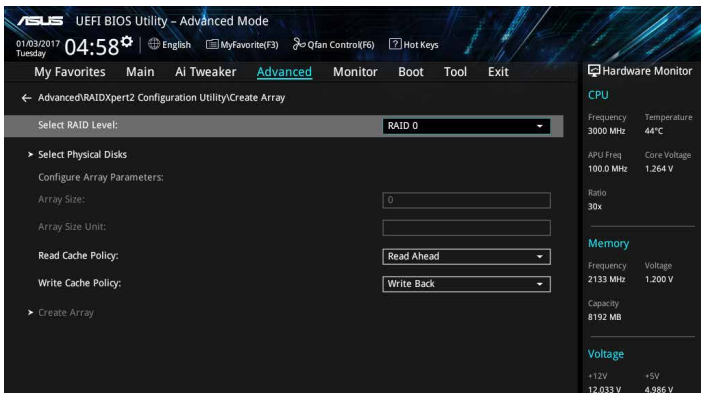 ASUS UEFI BIOS Utility – Advanced Mode
01/03/2017 Tuesday 04:58 English MyFavorite(F3) Qfan Control(F6) ? Hot Keys
My Favorites Main Ai Tweaker Advanced Monitor Boot Tool Exit
← Advanced\RAIDXpert2 Configuration Utility\Create Array
Select RAID Level: RAID 0
> Select Physical Disks
Configure Array Parameters:
Array Size: 0
Array Size Unit:
Read Cache Policy: Read Ahead
Write Cache Policy: Write Back
> Create Array
Hardware Monitor
CPU
Frequency Temperature
3000 MHz 44°C
APU Freq Core Voltage
100.0 MHz 1.264 V
Ratio
30x
Memory
Frequency Voltage
2133 MHz 1.200 V
Capacity
8192 MB
Voltage
+12V +5V
12.033 V 4.986 V